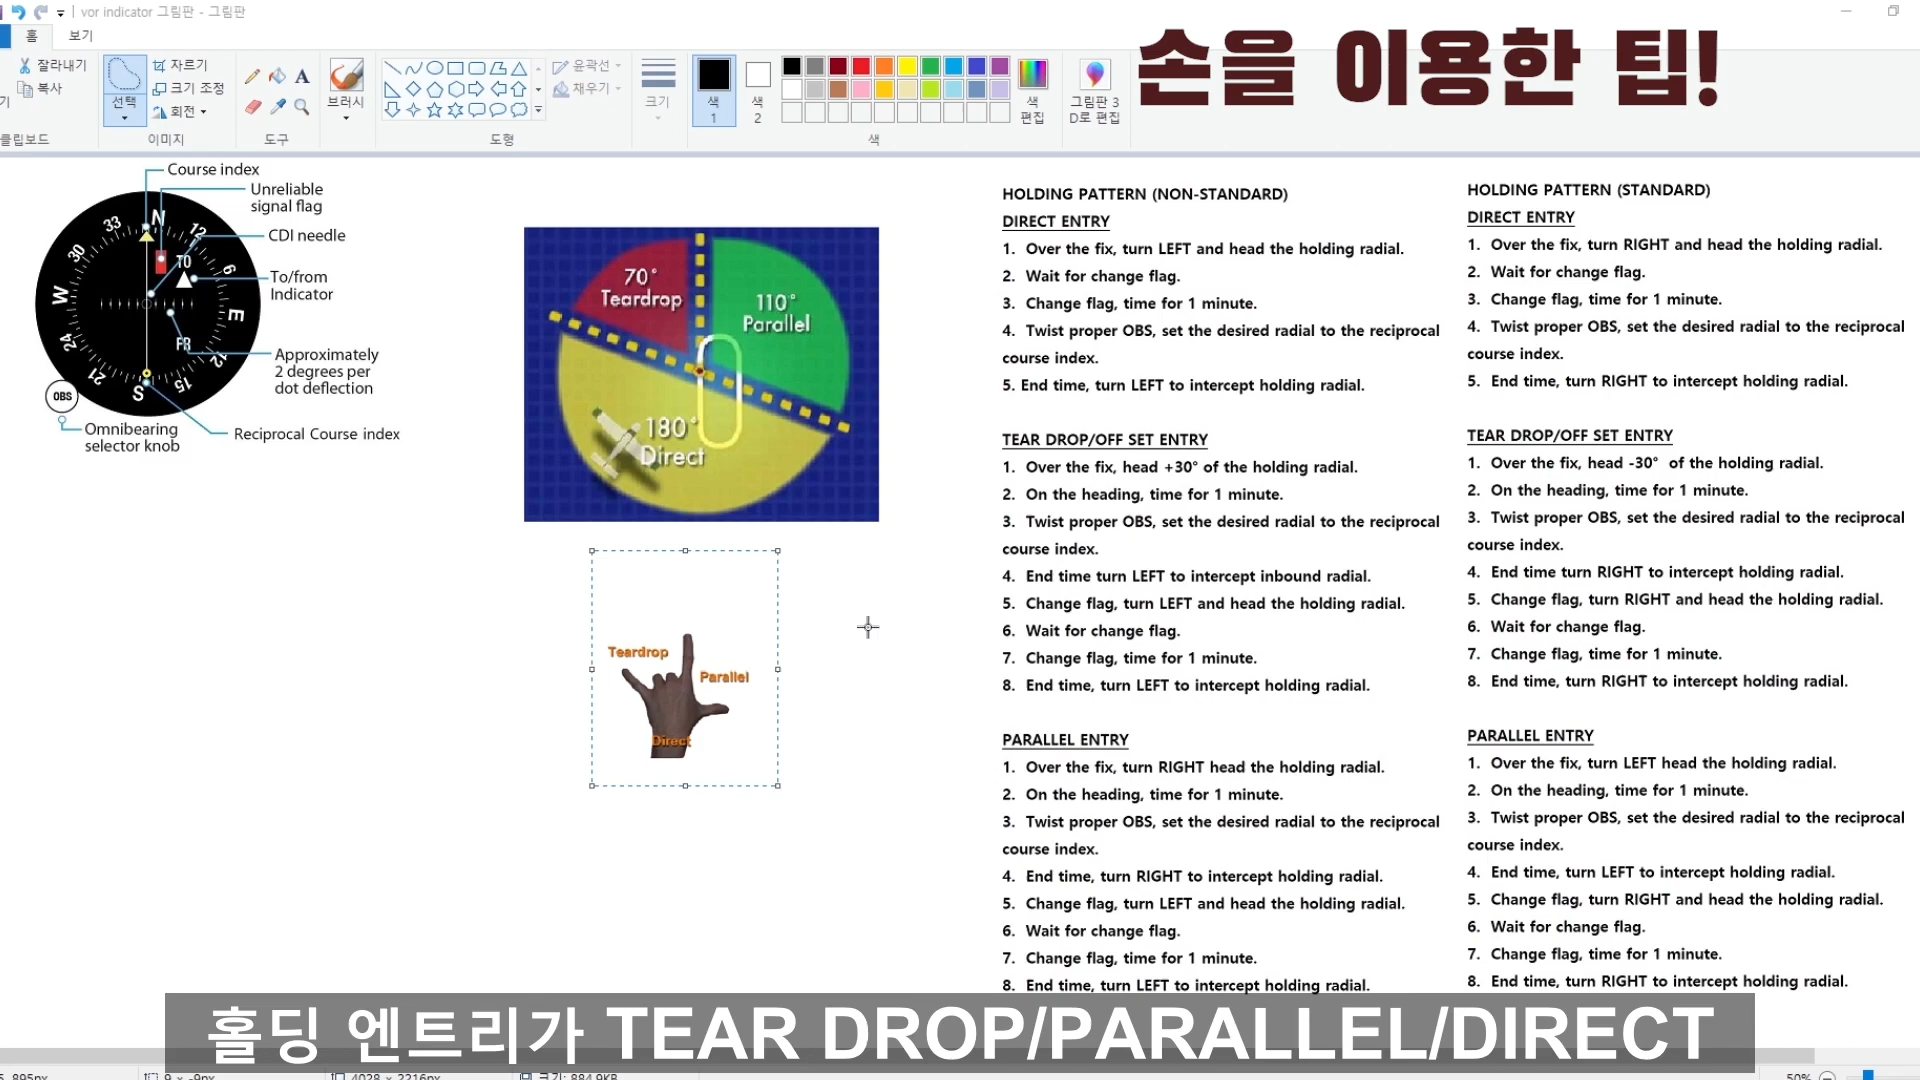 vor indicator 그림판 - 그림판
홈
보기
손을 이용한 팁!
잘라내기
복사
클립보드
선택
자르기
크기 조정
회전
이미지
A
도구
브러시
윤곽선
채우기
도형
크기
색
1
색
2
색
편집
색
그림판 3
D로 편집
Course index
Unreliable
signal flag
CDI needle
To/from
Indicator
Approximately
2 degrees per
dot deflection
Reciprocal Course index
Omnibearing
selector knob
OBS
N
33
30
W
24
21
S
15
12
E
6
12
TO
FR
70°
Teardrop
110°
Parallel
180°
Direct
Teardrop
Parallel
Direct
HOLDING PATTERN (NON-STANDARD)
DIRECT ENTRY
1. Over the fix, turn LEFT and head the holding radial.
2. Wait for change flag.
3. Change flag, time for 1 minute.
4. Twist proper OBS, set the desired radial to the reciprocal
course index.
5. End time, turn LEFT to intercept holding radial.
TEAR DROP/OFF SET ENTRY
1. Over the fix, head +30° of the holding radial.
2. On the heading, time for 1 minute.
3. Twist proper OBS, set the desired radial to the reciprocal
course index.
4. End time turn LEFT to intercept inbound radial.
5. Change flag, turn LEFT and head the holding radial.
6. Wait for change flag.
7. Change flag, time for 1 minute.
8. End time, turn LEFT to intercept holding radial.
PARALLEL ENTRY
1. Over the fix, turn RIGHT head the holding radial.
2. On the heading, time for 1 minute.
3. Twist proper OBS, set the desired radial to the reciprocal
course index.
4. End time, turn RIGHT to intercept holding radial.
5. Change flag, turn LEFT and head the holding radial.
6. Wait for change flag.
7. Change flag, time for 1 minute.
8. End time, turn LEFT to intercept holding radial.
HOLDING PATTERN (STANDARD)
DIRECT ENTRY
1. Over the fix, turn RIGHT and head the holding radial.
2. Wait for change flag.
3. Change flag, time for 1 minute.
4. Twist proper OBS, set the desired radial to the reciprocal
course index.
5. End time, turn RIGHT to intercept holding radial.
TEAR DROP/OFF SET ENTRY
1. Over the fix, head -30° of the holding radial.
2. On the heading, time for 1 minute.
3. Twist proper OBS, set the desired radial to the reciprocal
course index.
4. End time turn RIGHT to intercept holding radial.
5. Change flag, turn RIGHT and head the holding radial.
6. Wait for change flag.
7. Change flag, time for 1 minute.
8. End time, turn RIGHT to intercept holding radial.
PARALLEL ENTRY
1. Over the fix, turn LEFT head the holding radial.
2. On the heading, time for 1 minute.
3. Twist proper OBS, set the desired radial to the reciprocal
course index.
4. End time, turn LEFT to intercept holding radial.
5. Change flag, turn RIGHT and head the holding radial.
6. Wait for change flag.
7. Change flag, time for 1 minute.
8. End time, turn RIGHT to intercept holding radial.
홀딩 엔트리가 TEAR DROP/PARALLEL/DIRECT
4028 × 2216px
크기: 884.9KB
50%